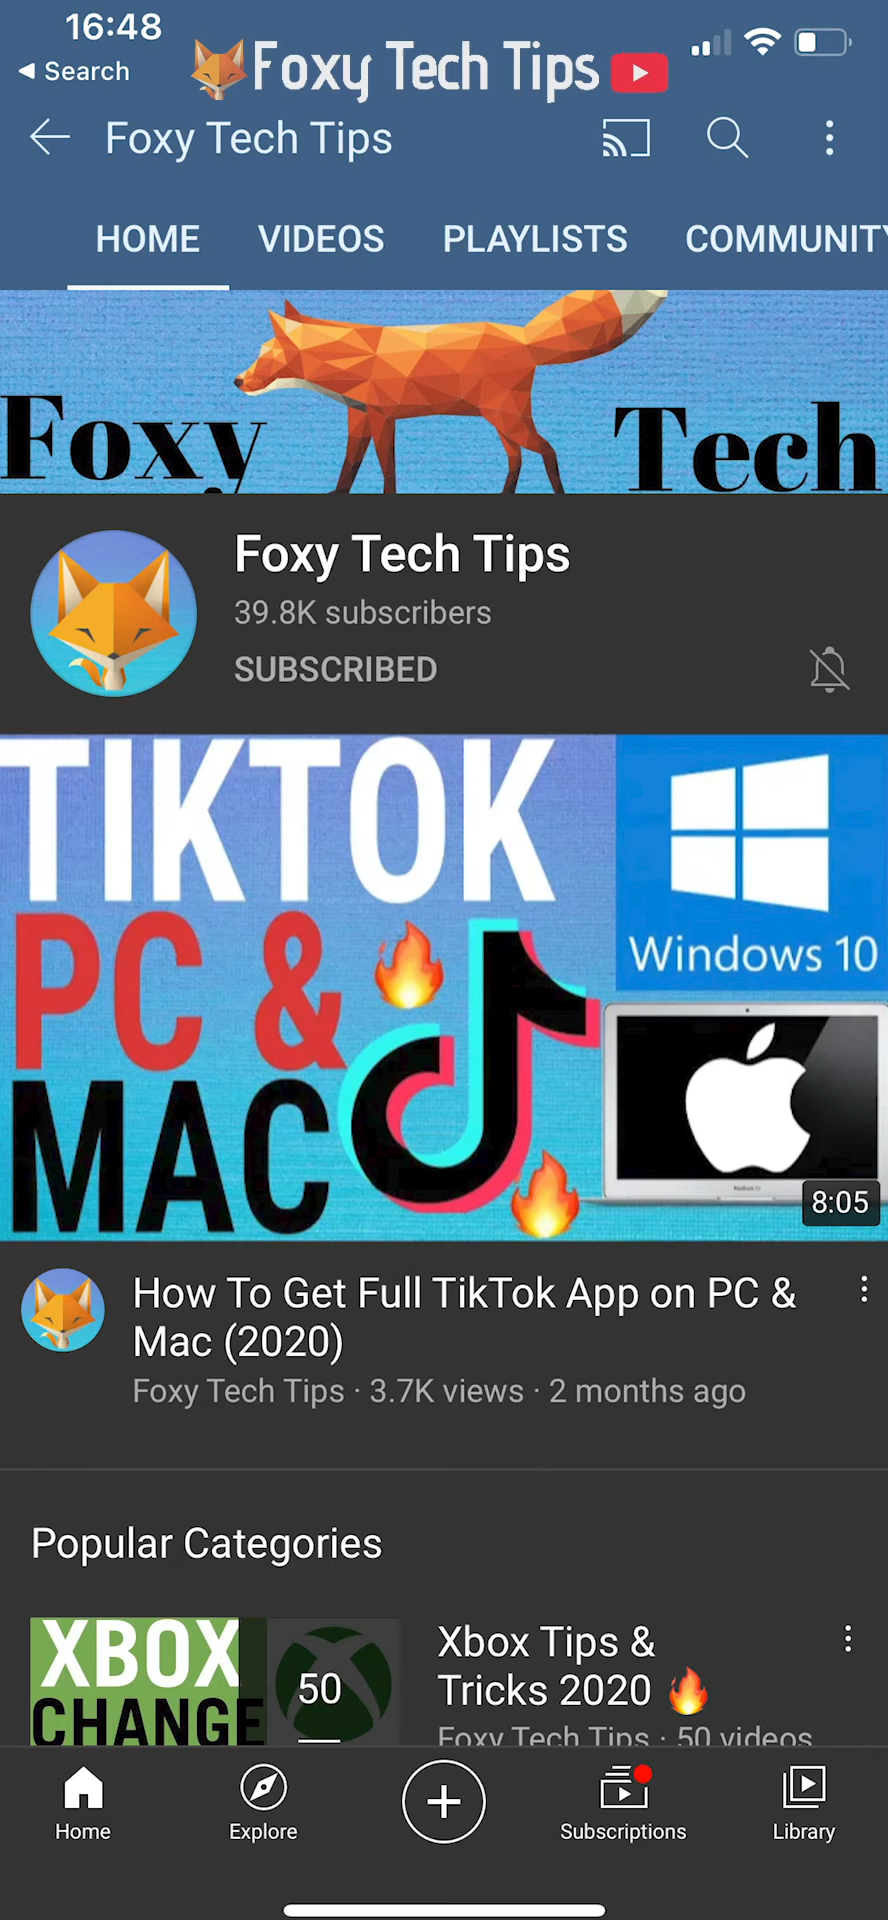 16:48
Search
Foxy Tech Tips
Foxy Tech Tips
HOME VIDEOS PLAYLISTS COMMUNITY
Foxy Tech
Foxy Tech Tips
39.8K subscribers
SUBSCRIBED
TIKTOK
PC &
MAC
Windows 10
8:05
How To Get Full TikTok App on PC &
Mac (2020)
Foxy Tech Tips · 3.7K views · 2 months ago
Popular Categories
XBOX
CHANGE
50
Xbox Tips &
Tricks 2020 🔥
Foxy Tech Tips · 50 videos
Home Explore Subscriptions Library